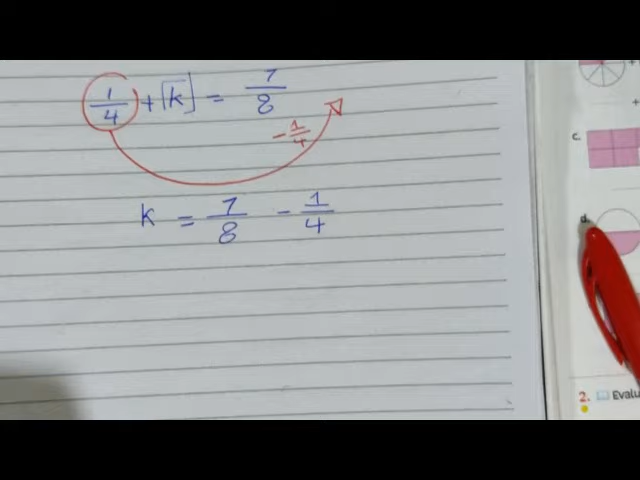 1/4 + k = 7/8
- 1/4
k = 7/8 - 1/4
c.
d.
2. Evalu